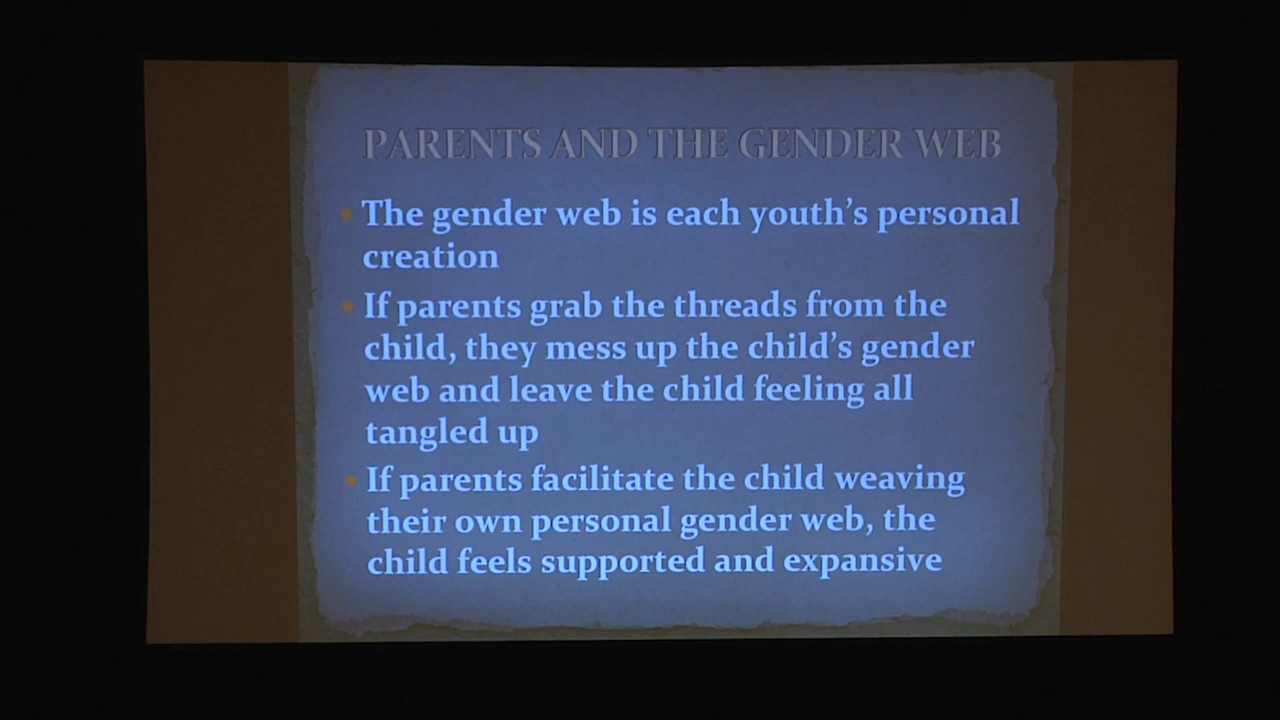 PARENTS AND THE GENDER WEB
• The gender web is each youth’s personal
creation
• If parents grab the threads from the
child, they mess up the child’s gender
web and leave the child feeling all
tangled up
• If parents facilitate the child weaving
their own personal gender web, the
child feels supported and expansive